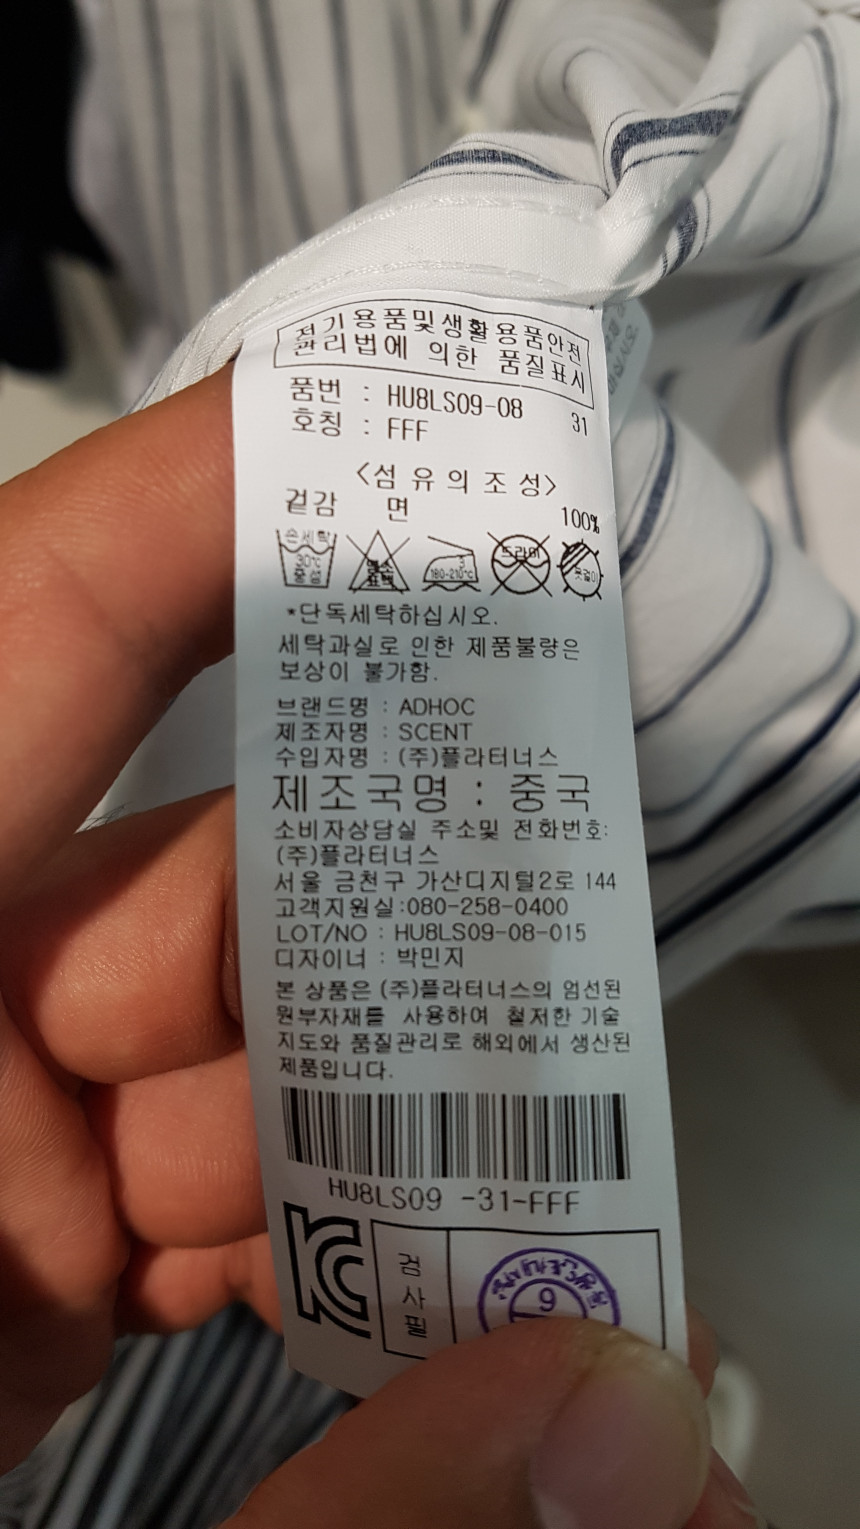 전기용품및생활용품안전
관리법에 의한 품질표시
품번 : HU8LS09-08 31
호칭 : FFF
<섬유의조성>
겉감 면 100%
손세탁 30℃ 중성 염소 표백 3 180-210℃ 드라이 옷걸이
*단독세탁하십시오.
세탁과실로 인한 제품불량은
보상이 불가함.
브랜드명 : ADHOC
제조자명 : SCENT
수입자명 : (주)플라터너스
제조국명 : 중국
소비자상담실 주소및 전화번호:
(주)플라터너스
서울 금천구 가산디지털2로 144
고객지원실:080-258-0400
LOT/NO : HU8LS09-08-015
디자이너 : 박민지
본 상품은 (주)플라터너스의 엄선된
원부자재를 사용하여 철저한 기술
지도와 품질관리로 해외에서 생산된
제품입니다.
HU8LS09 -31-FFF
KC
검사필
9